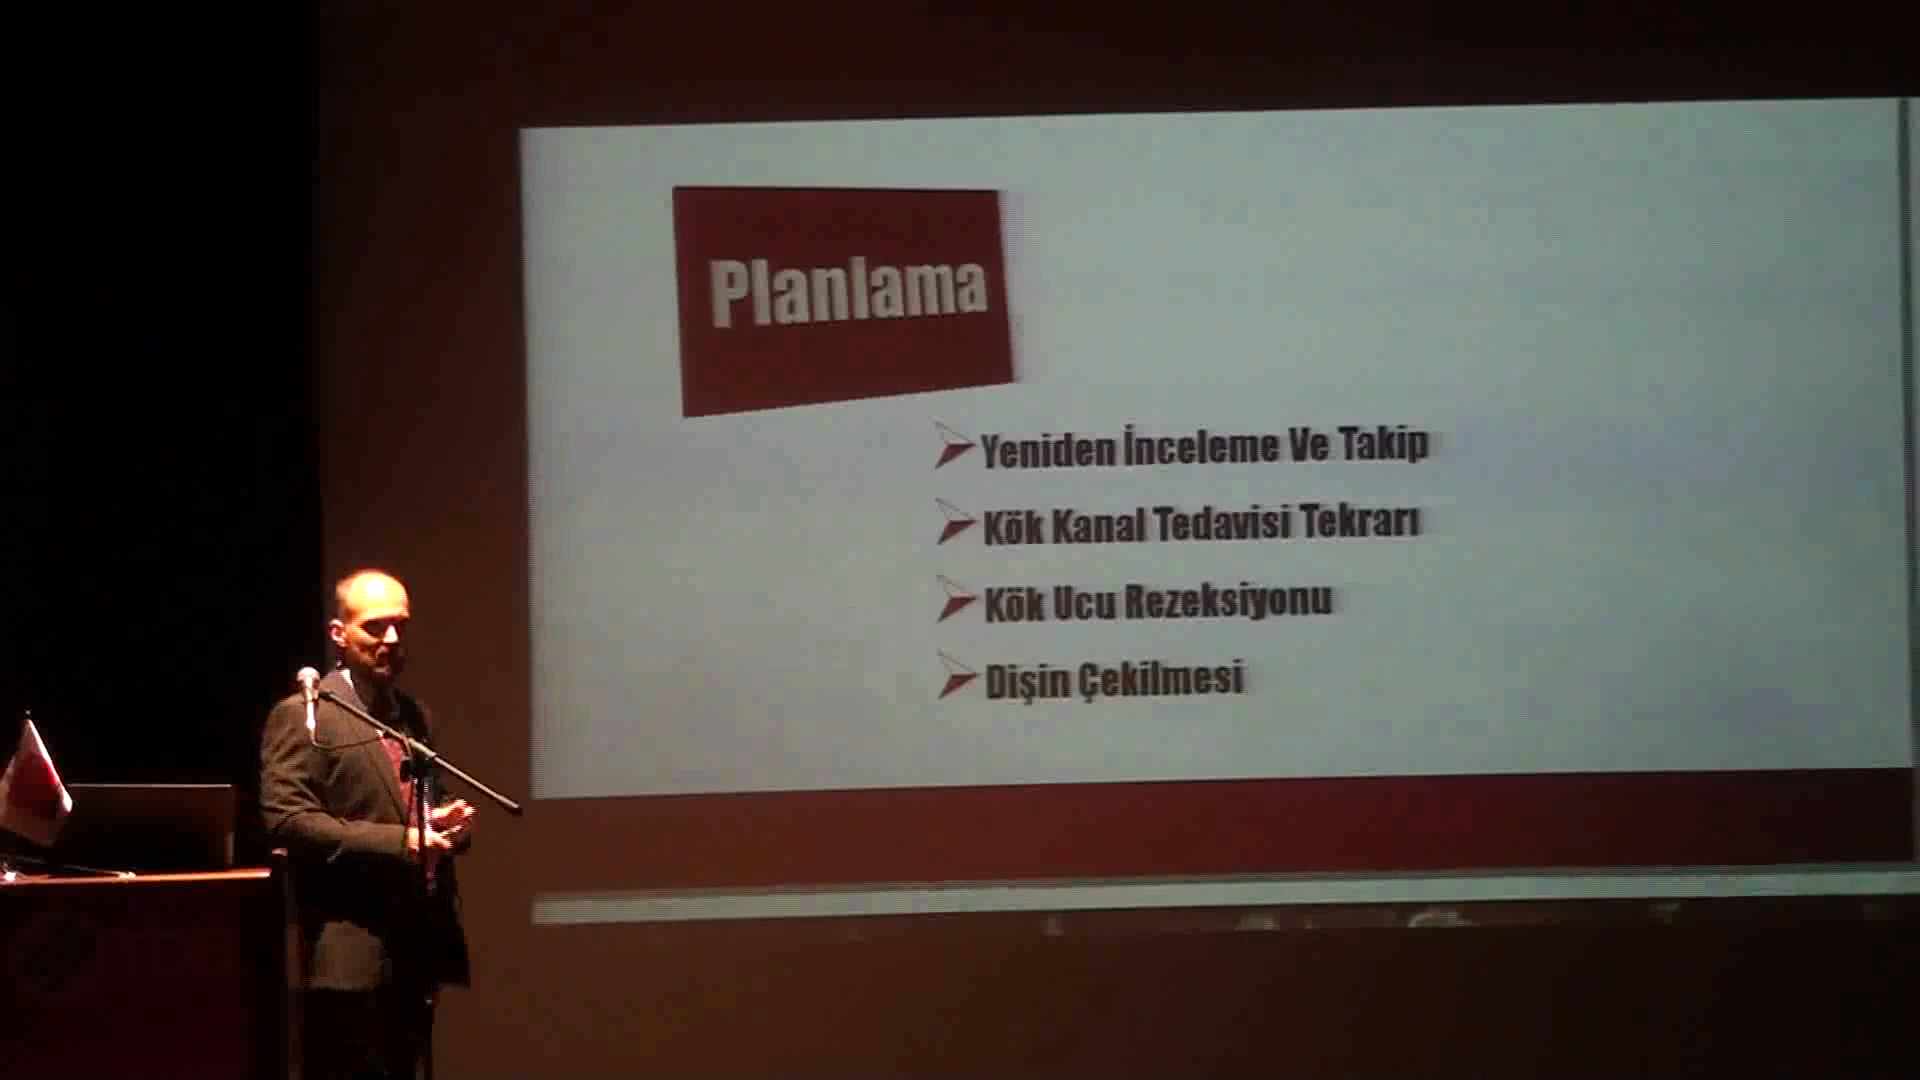 Planlama
Yeniden İnceleme Ve Takip
Kök Kanal Tedavisi Tekrarı
Kök Ucu Rezeksiyonu
Dişin Çekilmesi